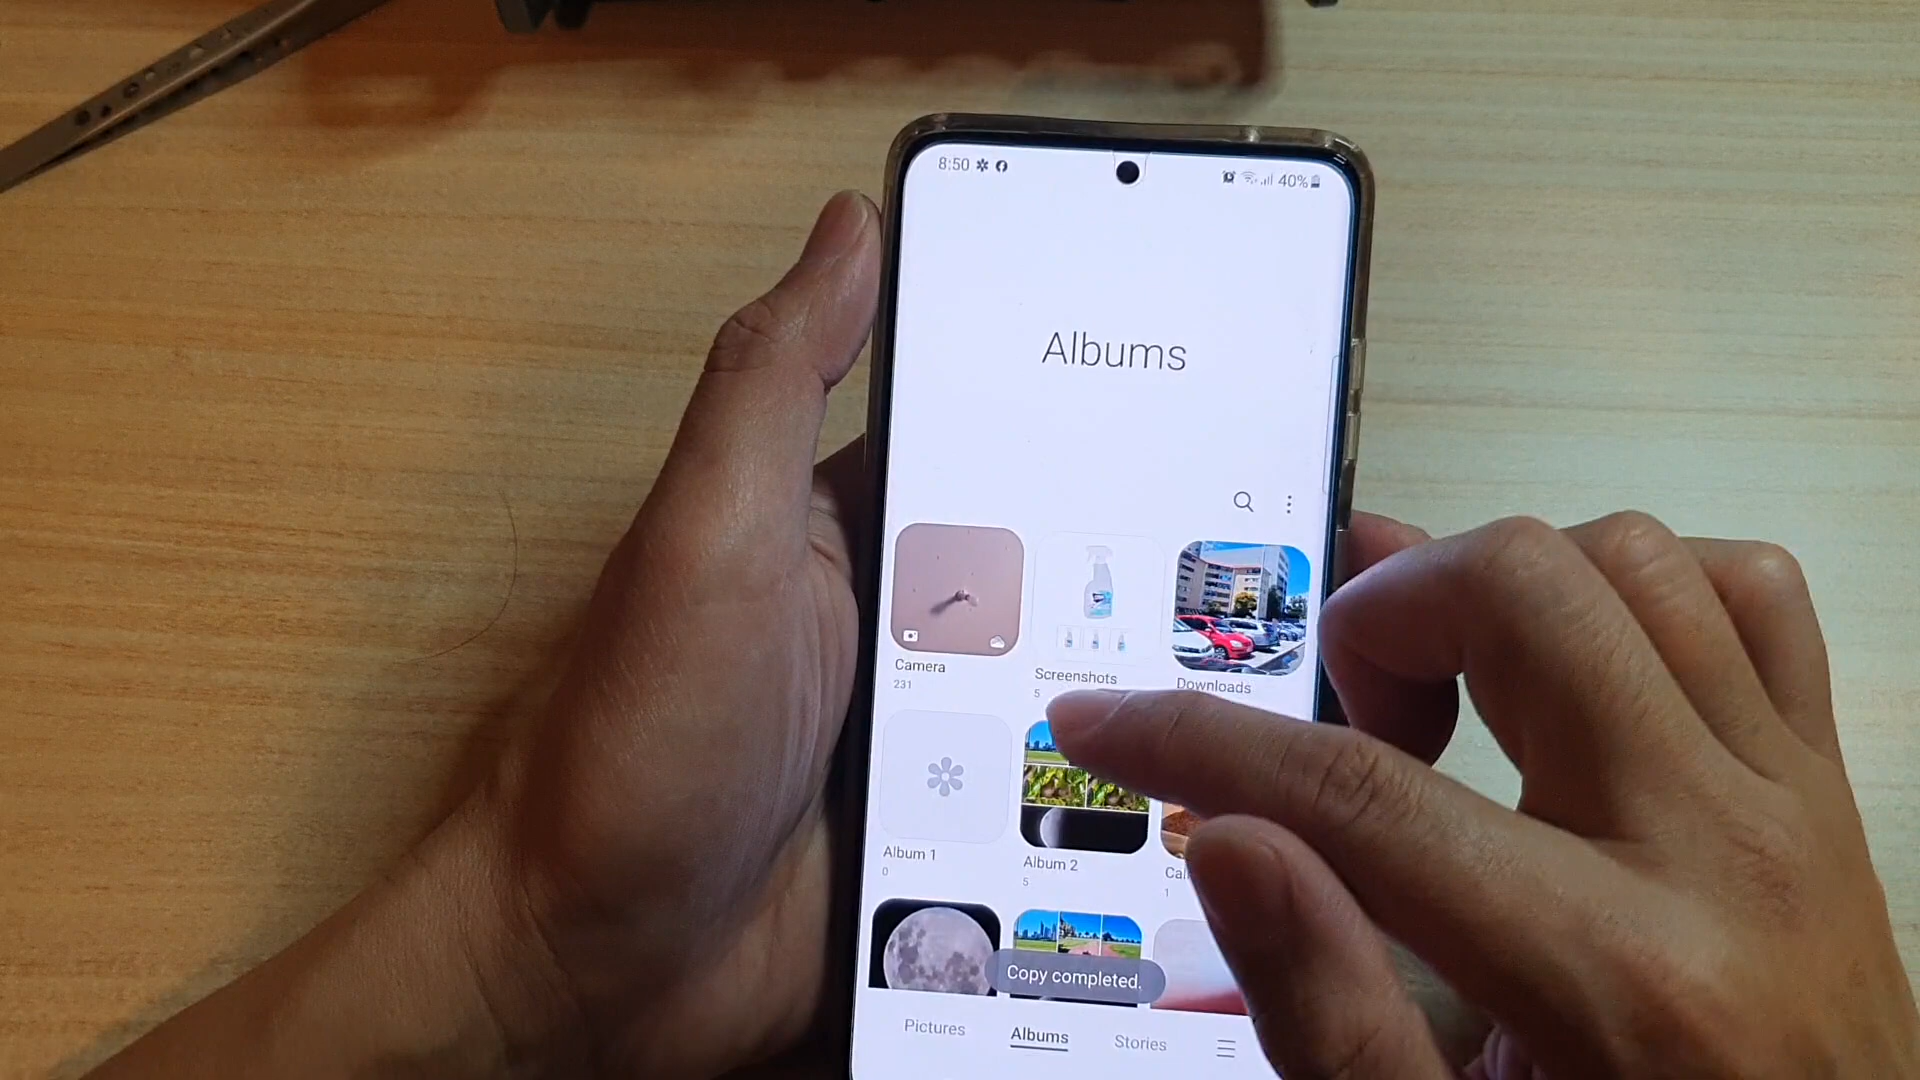 8:50
40%
Albums
Camera
231
Screenshots
5
Downloads
Album 1
0
Album 2
5
1
Copy completed.
Pictures
Albums
Stories